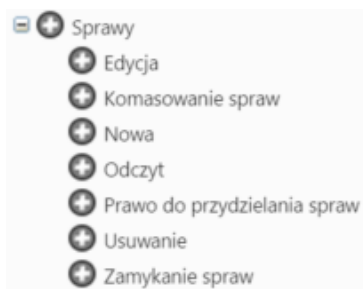 Sprawy
Edycja
Komasowanie spraw
Nowa
Odczyt
Prawo do przydzielania spraw
Usuwanie
Zamykanie spraw